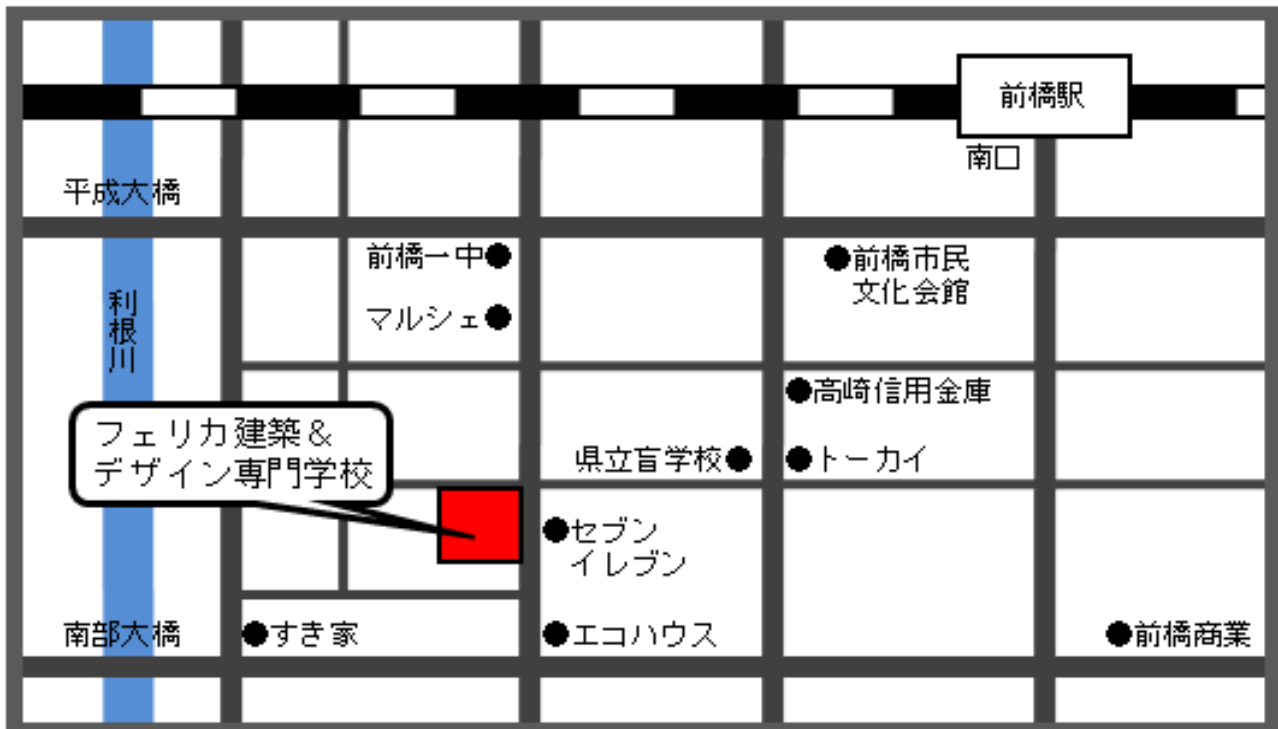 前橋駅
南口
平成大橋
前橋一中
前橋市民
文化会館
マルシェ
利根川
高崎信用金庫
フェリカ建築&
デザイン専門学校
県立盲学校
トーカイ
セブン
イレブン
南部大橋
すき家
エコハウス
前橋商業